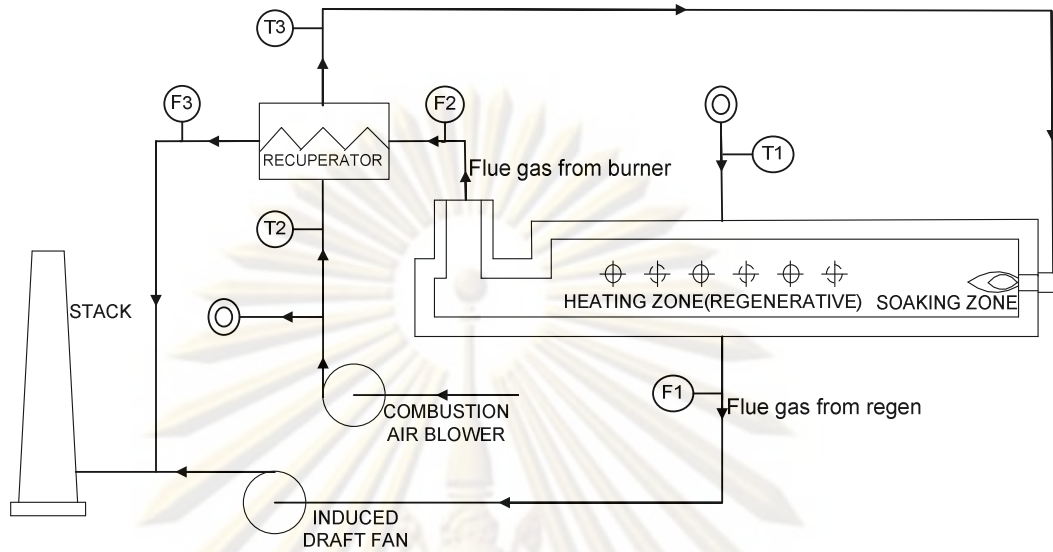 T3
F3
F2
T1
RECUPERATOR
Flue gas from burner
T2
HEATING ZONE(REGENERATIVE)
SOAKING ZONE
STACK
F1
COMBUSTION
AIR BLOWER
Flue gas from regen
INDUCED
DRAFT FAN